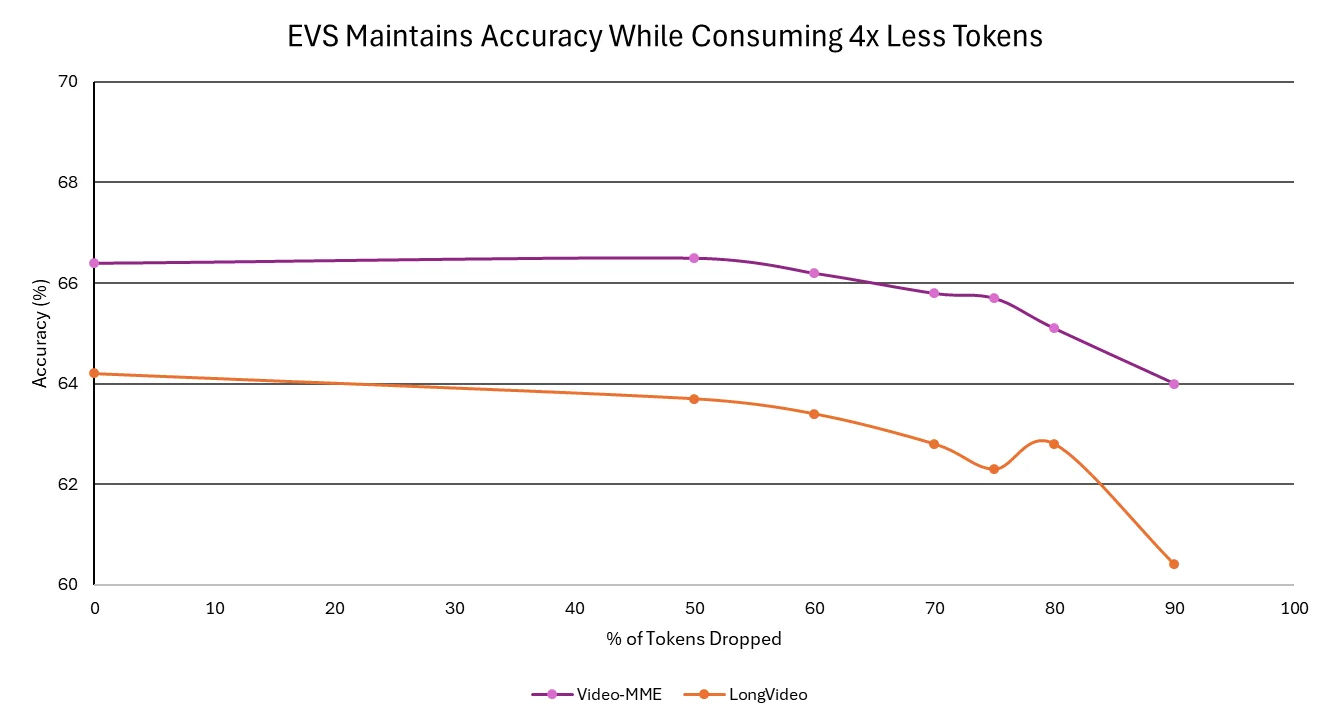 EVS Maintains Accuracy While Consuming 4x Less Tokens
70
68
66
64
62
60
Accuracy (%)
0 10 20 30 40 50 60 70 80 90 100
% of Tokens Dropped
Video-MME LongVideo